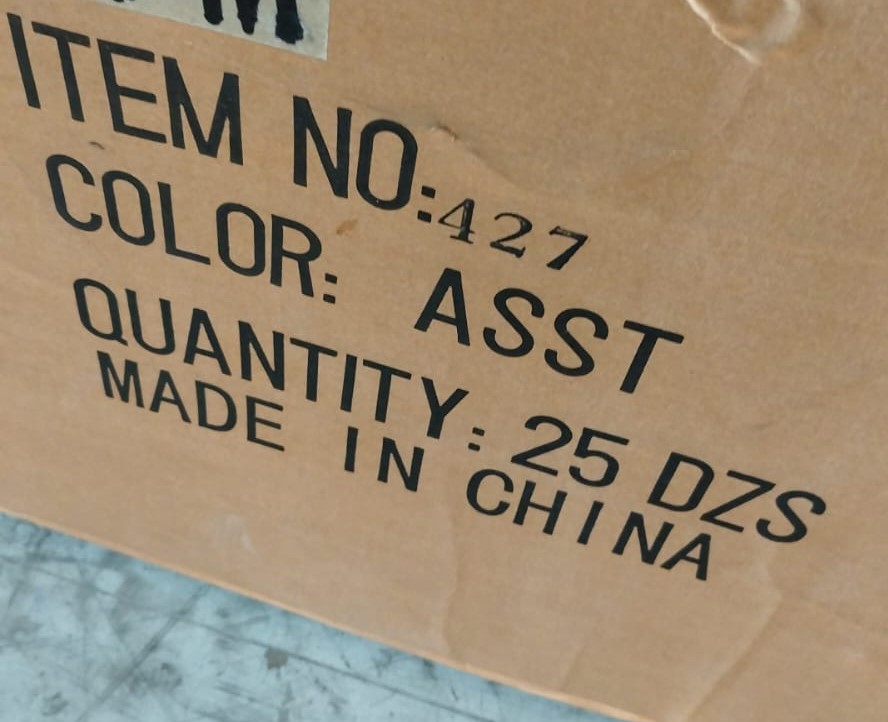 ITEM NO:427
COLOR: ASST
QUANTITY: 25 DZS
MADE IN CHINA